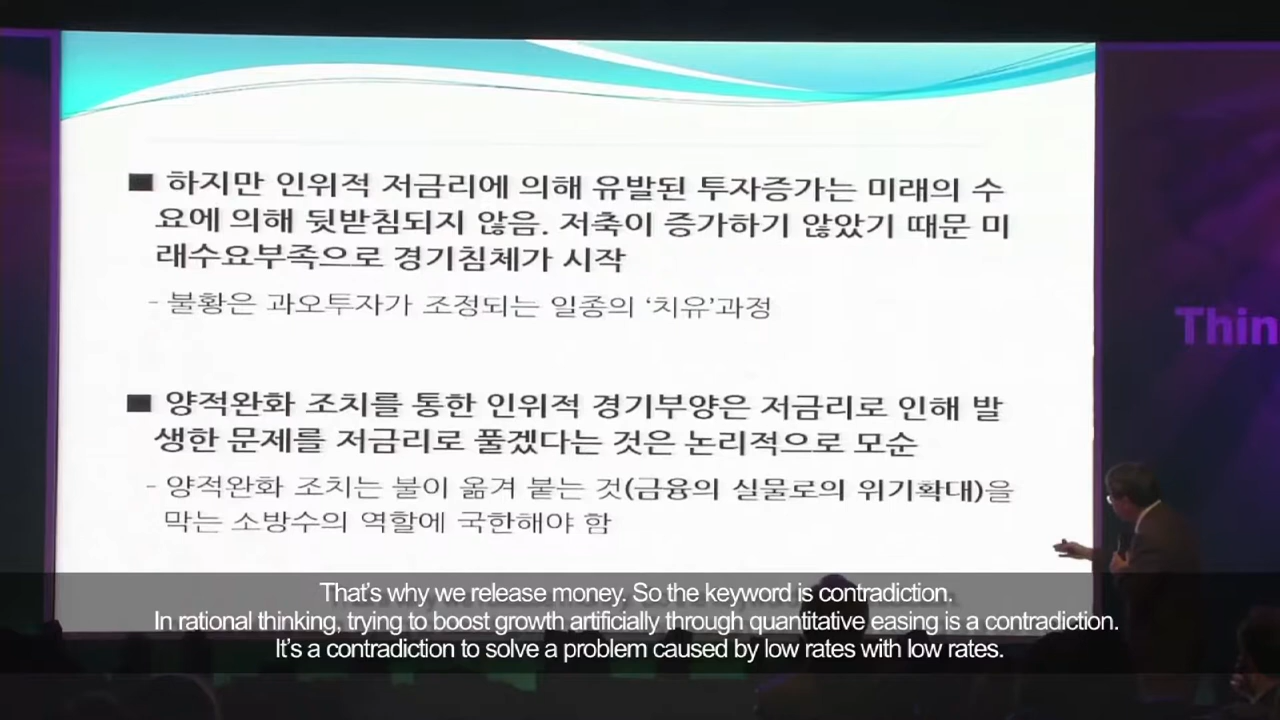 ■ 하지만 인위적 저금리에 의해 유발된 투자증가는 미래의 수
요에 의해 뒷받침되지 않음. 저축이 증가하기 않았기 때문 미
래수요부족으로 경기침체가 시작
- 불황은 과오투자가 조정되는 일종의 ‘치유’과정
■ 양적완화 조치를 통한 인위적 경기부양은 저금리로 인해 발
생한 문제를 저금리로 풀겠다는 것은 논리적으로 모순
- 양적완화 조치는 불이 옮겨 붙는 것(금융의 실물로의 위기확대)을
막는 소방수의 역할에 국한해야 함
Thin
That’s why we release money. So the keyword is contradiction.
In rational thinking, trying to boost growth artificially through quantitative easing is a contradiction.
It’s a contradiction to solve a problem caused by low rates with low rates.